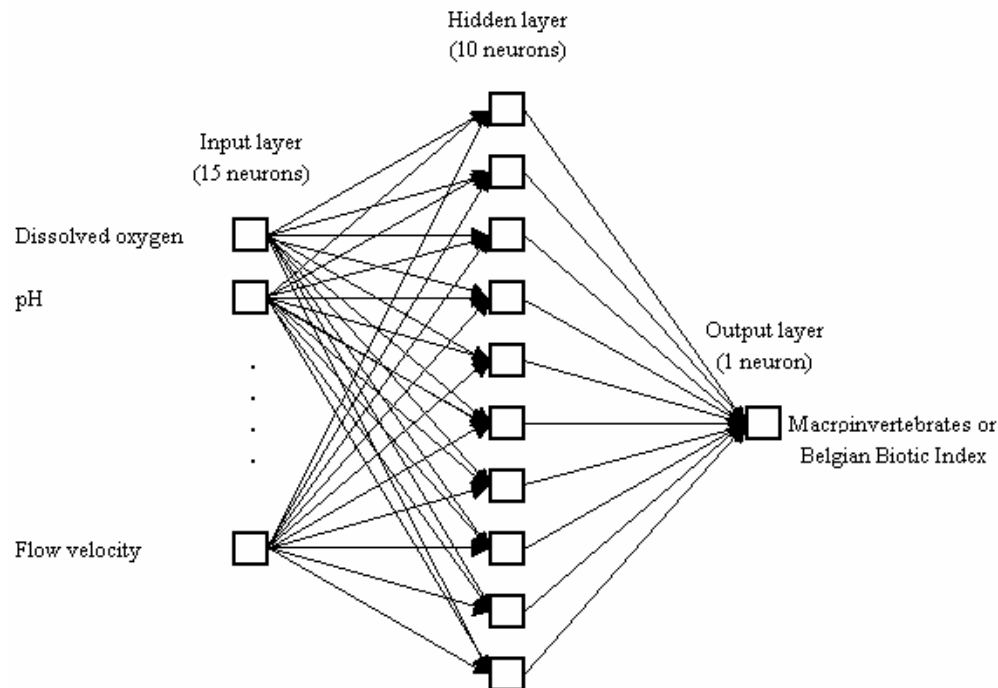 Hidden layer
(10 neurons)
Input layer
(15 neurons)
Dissolved oxygen
pH
Flow velocity
Output layer
(1 neuron)
Macroinvertebrates or
Belgian Biotic Index